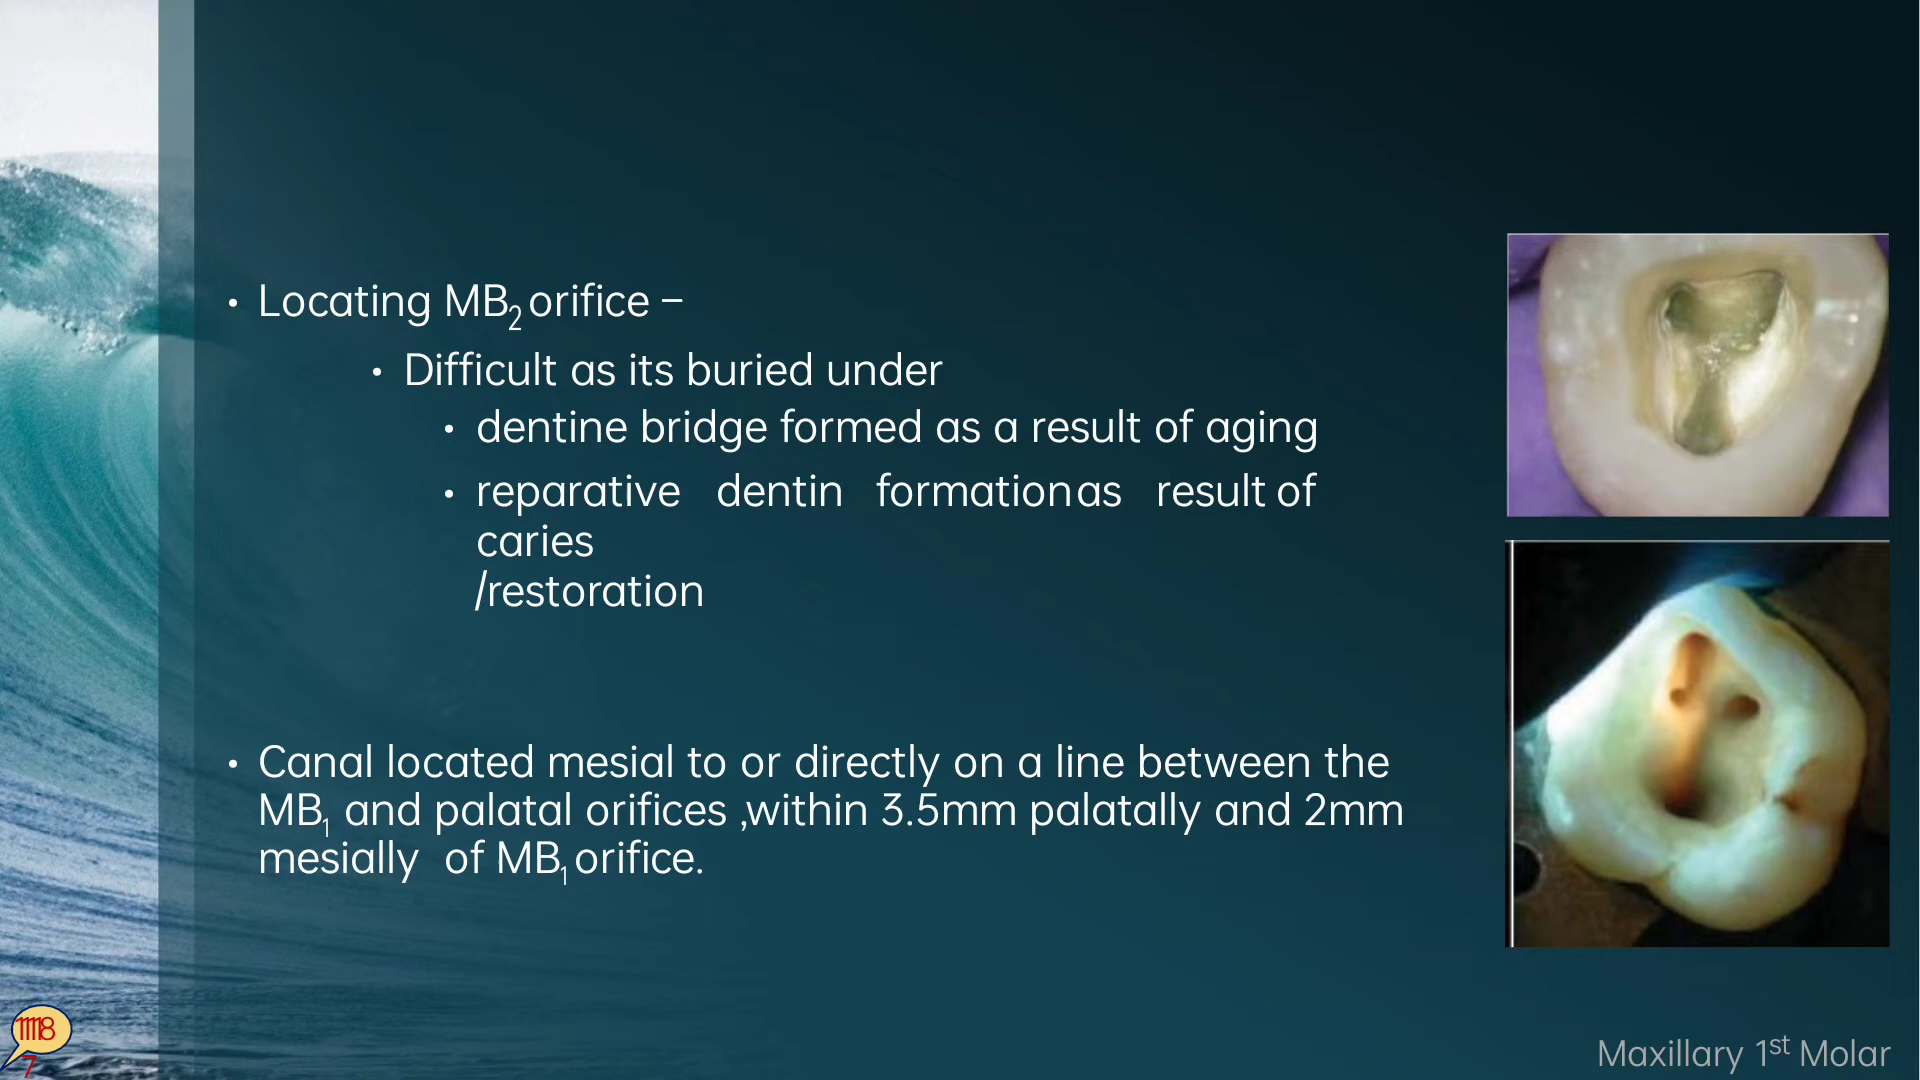 • Locating MB₂ orifice –
• Difficult as its buried under
• dentine bridge formed as a result of aging
• reparative dentin formationas result of
caries
/restoration
• Canal located mesial to or directly on a line between the
MB₁ and palatal orifices ,within 3.5mm palatally and 2mm
mesially of MB₁ orifice.
Maxillary 1st Molar